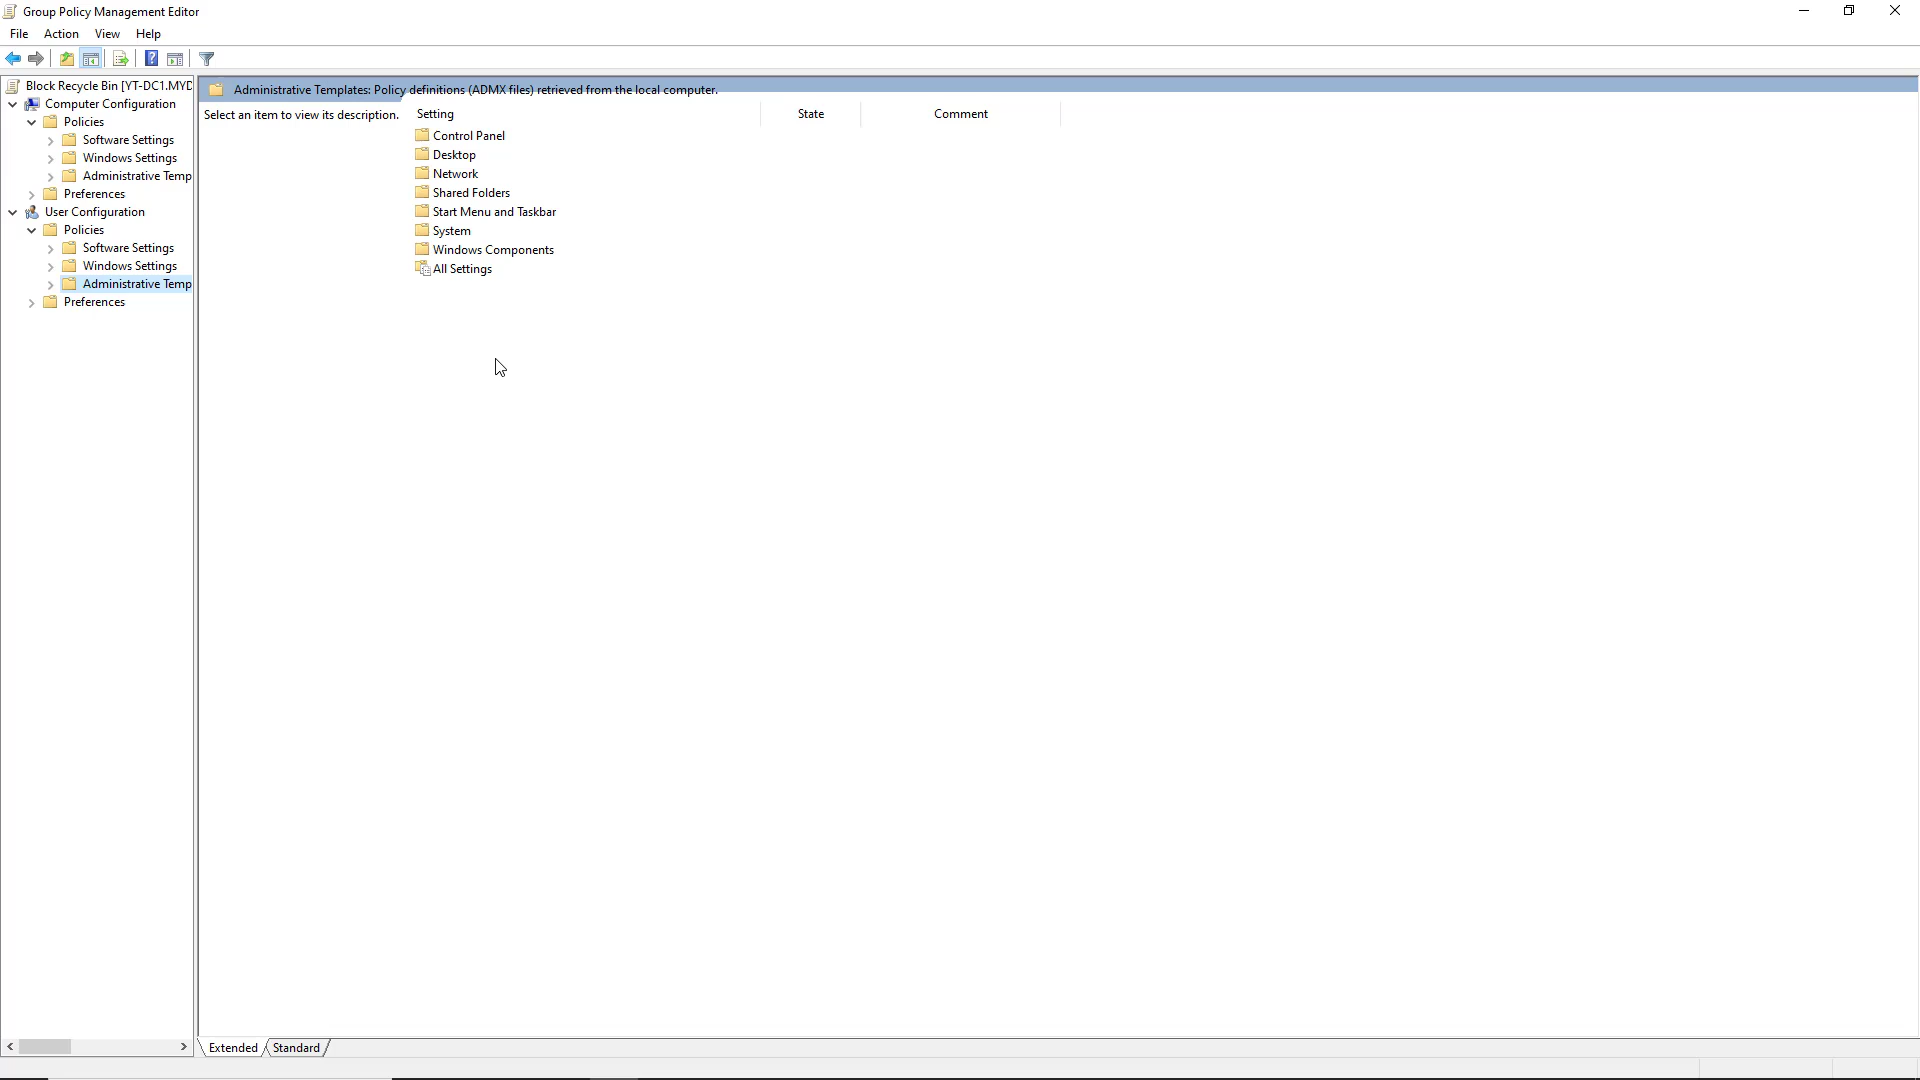 Group Policy Management Editor
File Action View Help
Block Recycle Bin [YT-DC1.MYD
Computer Configuration
Policies
Software Settings
Windows Settings
Administrative Temp
Preferences
User Configuration
Policies
Software Settings
Windows Settings
Administrative Temp
Preferences
Administrative Templates: Policy definitions (ADMX files) retrieved from the local computer.
Select an item to view its description.
Setting State Comment
Control Panel
Desktop
Network
Shared Folders
Start Menu and Taskbar
System
Windows Components
All Settings
Extended Standard